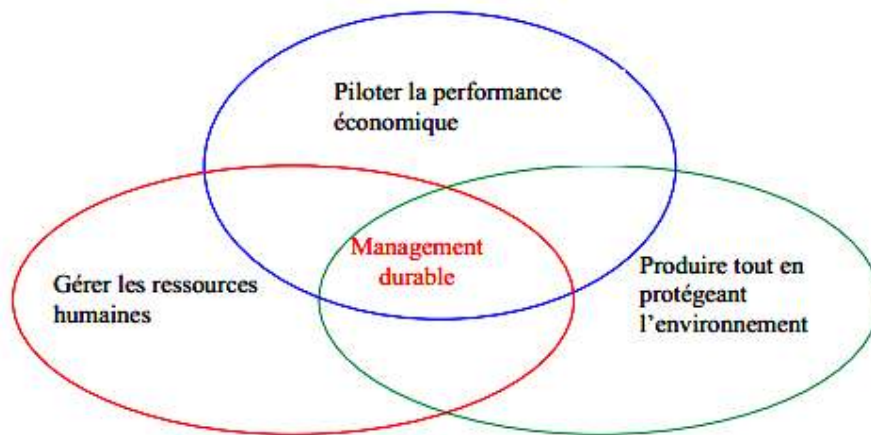 Piloter la performance
économique
Management
durable
Gérer les ressources
humaines
Produire tout en
protégeant
l’environnement